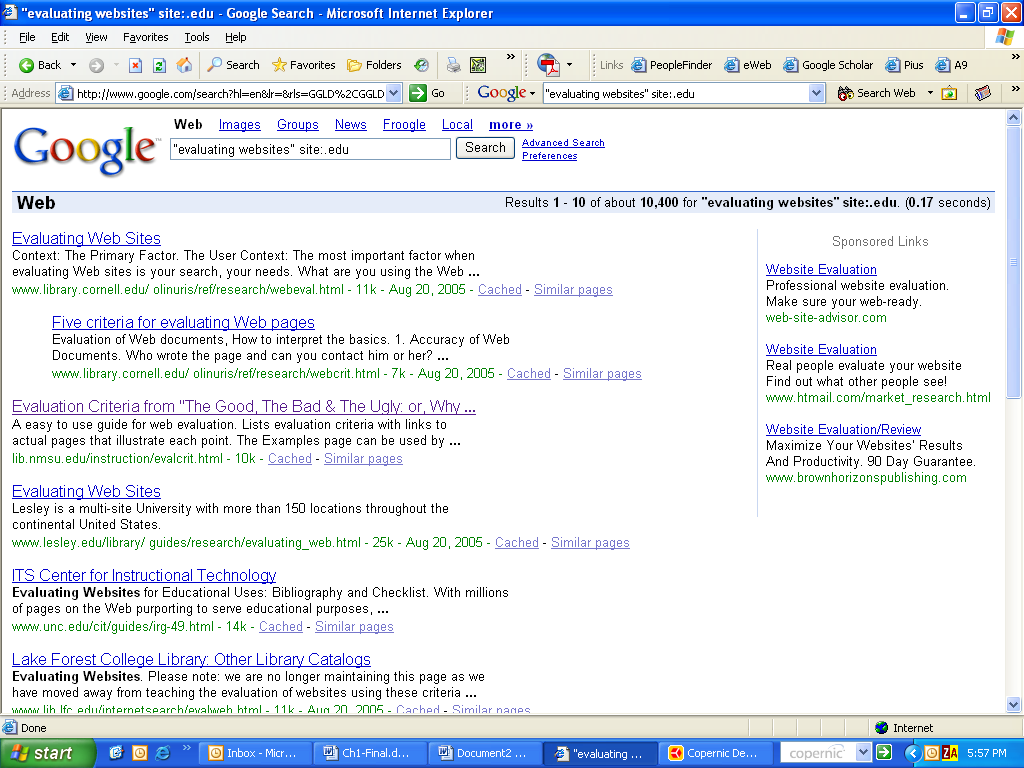 "evaluating websites" site:.edu - Google Search - Microsoft Internet Explorer
File Edit View Favorites Tools Help
Back Search Favorites Folders » Links PeopleFinder eWeb Google Scholar Pius A9 »
Address http://www.google.com/search?hl=en&lr=&rls=GGLD%2CGGLD Go Google "evaluating websites" site:.edu Search Web »
Web Images Groups News Froogle Local more »
Google™ "evaluating websites" site:.edu Search Advanced Search
Preferences
Web Results 1 - 10 of about 10,400 for "evaluating websites" site:.edu. (0.17 seconds)
Evaluating Web Sites
Context: The Primary Factor. The User Context: The most important factor when
evaluating Web sites is your search, your needs. What are you using the Web ...
www.library.cornell.edu/ olinuris/ref/research/webeval.html - 11k - Aug 20, 2005 - Cached - Similar pages
Five criteria for evaluating Web pages
Evaluation of Web documents, How to interpret the basics. 1. Accuracy of Web
Documents. Who wrote the page and can you contact him or her? ...
www.library.cornell.edu/ olinuris/ref/research/webcrit.html - 7k - Aug 20, 2005 - Cached - Similar pages
Evaluation Criteria from "The Good, The Bad & The Ugly: or, Why ...
A easy to use guide for web evaluation. Lists evaluation criteria with links to
actual pages that illustrate each point. The Examples page can be used by ...
lib.nmsu.edu/instruction/evalcrit.html - 10k - Cached - Similar pages
Evaluating Web Sites
Lesley is a multi-site University with more than 150 locations throughout the
continental United States.
www.lesley.edu/library/ guides/research/evaluating_web.html - 25k - Aug 20, 2005 - Cached - Similar pages
ITS Center for Instructional Technology
Evaluating Websites for Educational Uses: Bibliography and Checklist. With millions
of pages on the Web purporting to serve educational purposes, ...
www.unc.edu/cit/guides/irg-49.html - 14k - Cached - Similar pages
Lake Forest College Library: Other Library Catalogs
Evaluating Websites. Please note: we are no longer maintaining this page as we
have moved away from teaching the evaluation of websites using these criteria ...
www.lib.lfc.edu/internetsearch/evalweb.html - 11k - Aug 20, 2005 - Cached - Similar pages
Sponsored Links
Website Evaluation
Professional website evaluation.
Make sure your web-ready.
web-site-advisor.com
Website Evaluation
Real people evaluate your website
Find out what other people see!
www.htmail.com/market_research.html
Website Evaluation/Review
Maximize Your Websites' Results
And Productivity. 90 Day Guarantee.
www.brownhorizonspublishing.com
Done Internet
start » Inbox - Micr... Ch1-Final.d... Document2 ... "evaluating ... Copernic De... copernic ZA 5:57 PM